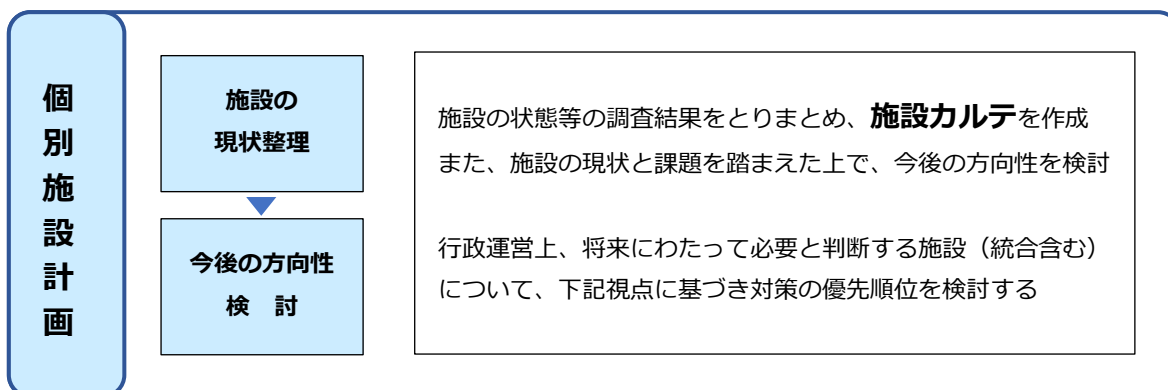 個別施設計画
施設の
現状整理
今後の方向性
検　討
施設の状態等の調査結果をとりまとめ、施設カルテを作成
また、施設の現状と課題を踏まえた上で、今後の方向性を検討
行政運営上、将来にわたって必要と判断する施設（統合含む）
について、下記視点に基づき対策の優先順位を検討する